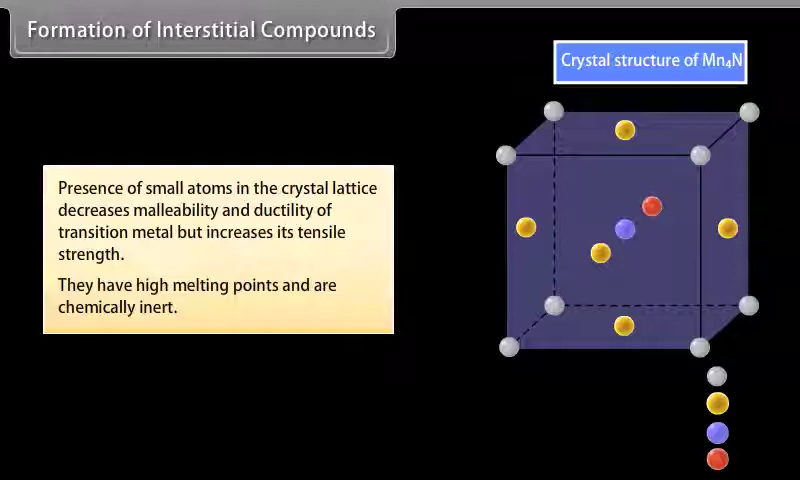 Formation of Interstitial Compounds
Crystal structure of Mn₄N
Presence of small atoms in the crystal lattice
decreases malleability and ductility of
transition metal but increases its tensile
strength.
They have high melting points and are
chemically inert.